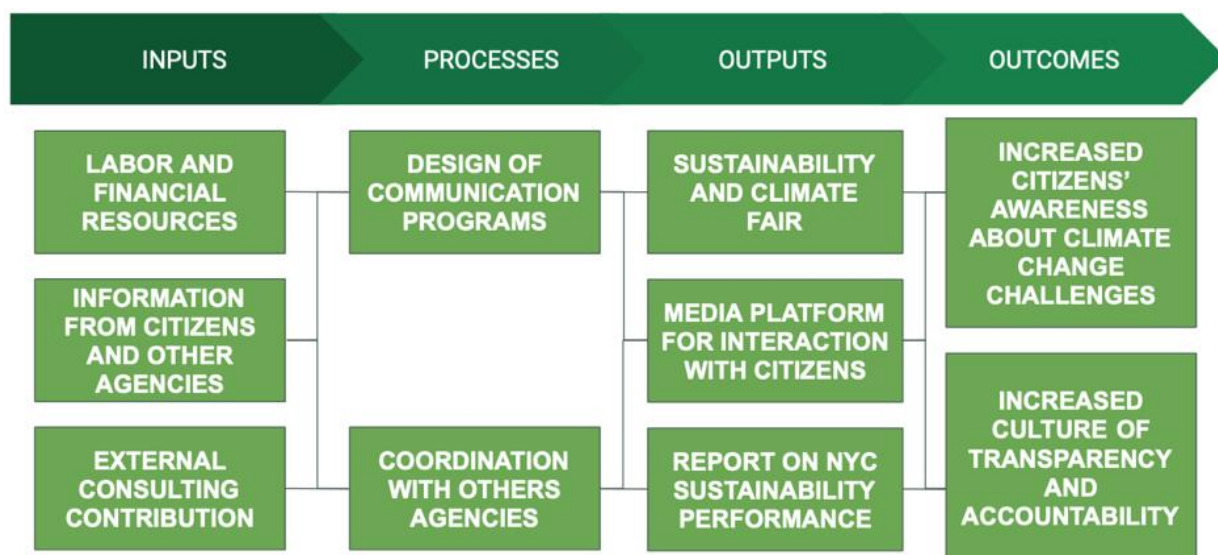 INPUTS
PROCESSES
OUTPUTS
OUTCOMES
LABOR AND
FINANCIAL
RESOURCES
INFORMATION
FROM CITIZENS
AND OTHER
AGENCIES
EXTERNAL
CONSULTING
CONTRIBUTION
DESIGN OF
COMMUNICATION
PROGRAMS
COORDINATION
WITH OTHERS
AGENCIES
SUSTAINABILITY
AND CLIMATE
FAIR
MEDIA PLATFORM
FOR INTERACTION
WITH CITIZENS
REPORT ON NYC
SUSTAINABILITY
PERFORMANCE
INCREASED
CITIZENS’
AWARENESS
ABOUT CLIMATE
CHANGE
CHALLENGES
INCREASED
CULTURE OF
TRANSPARENCY
AND
ACCOUNTABILITY